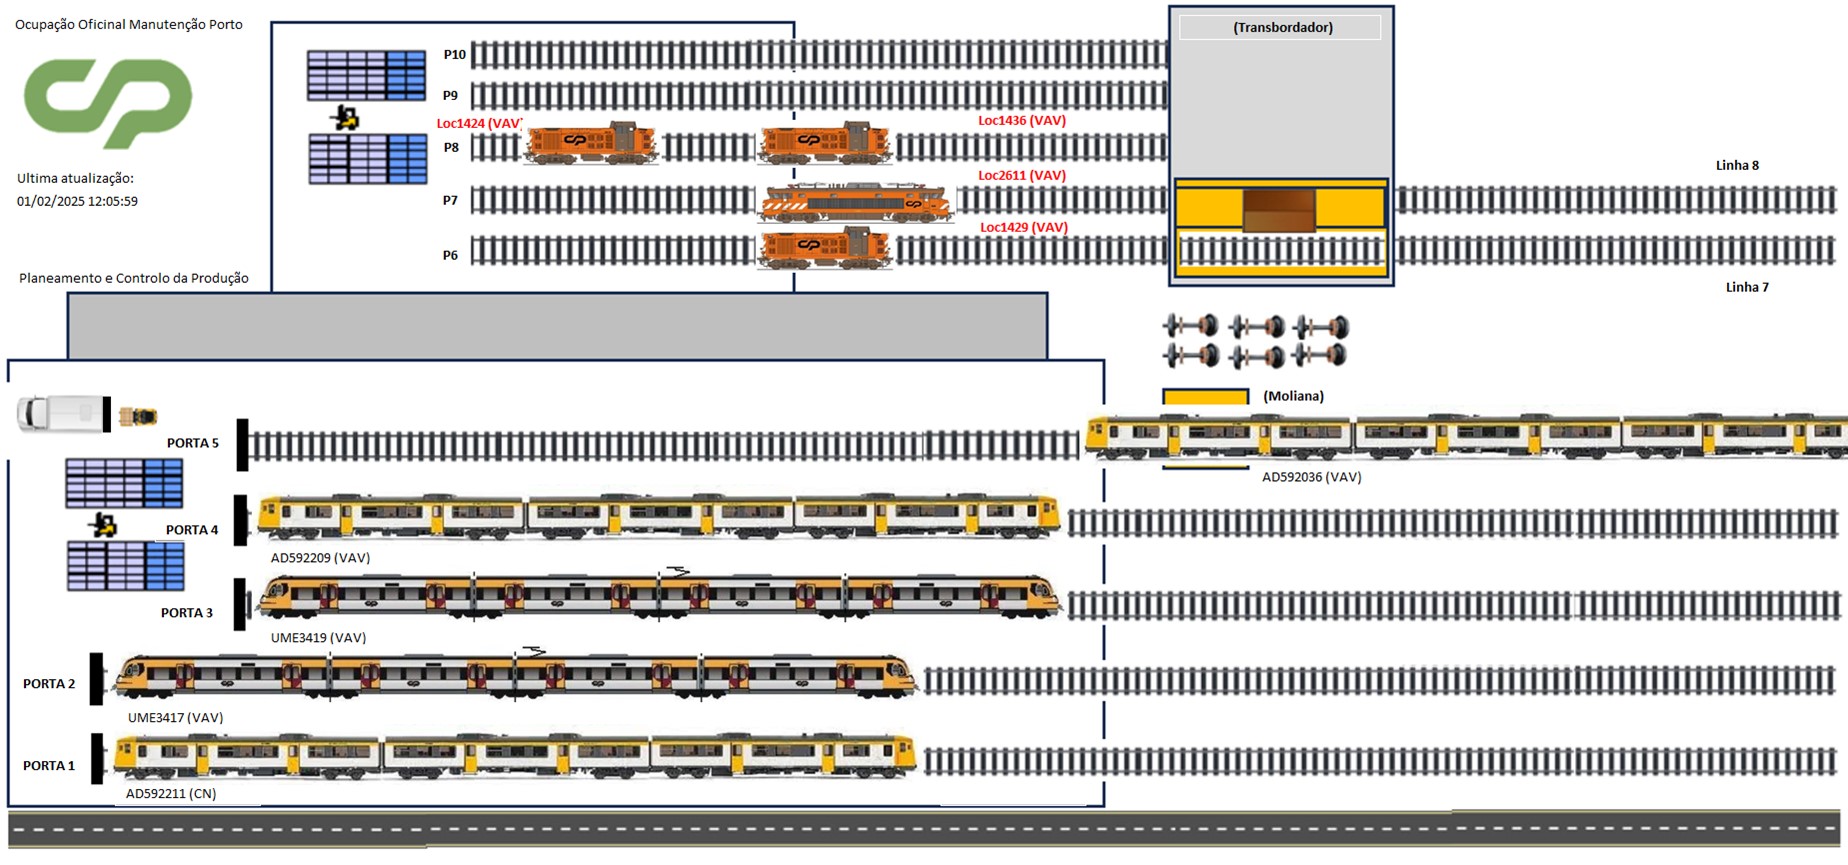 Ocupação Oficinal Manutenção Porto
CP
Ultima atualização:
01/02/2025 12:05:59
Planeamento e Controlo da Produção
P10
P9
Loc1424 (VAV)
Loc1436 (VAV)
P8
Loc2611 (VAV)
P7
Loc1429 (VAV)
P6
(Transbordador)
Linha 8
Linha 7
(Moliana)
PORTA 5
AD592036 (VAV)
PORTA 4
AD592209 (VAV)
PORTA 3
UME3419 (VAV)
PORTA 2
UME3417 (VAV)
PORTA 1
AD592211 (CN)